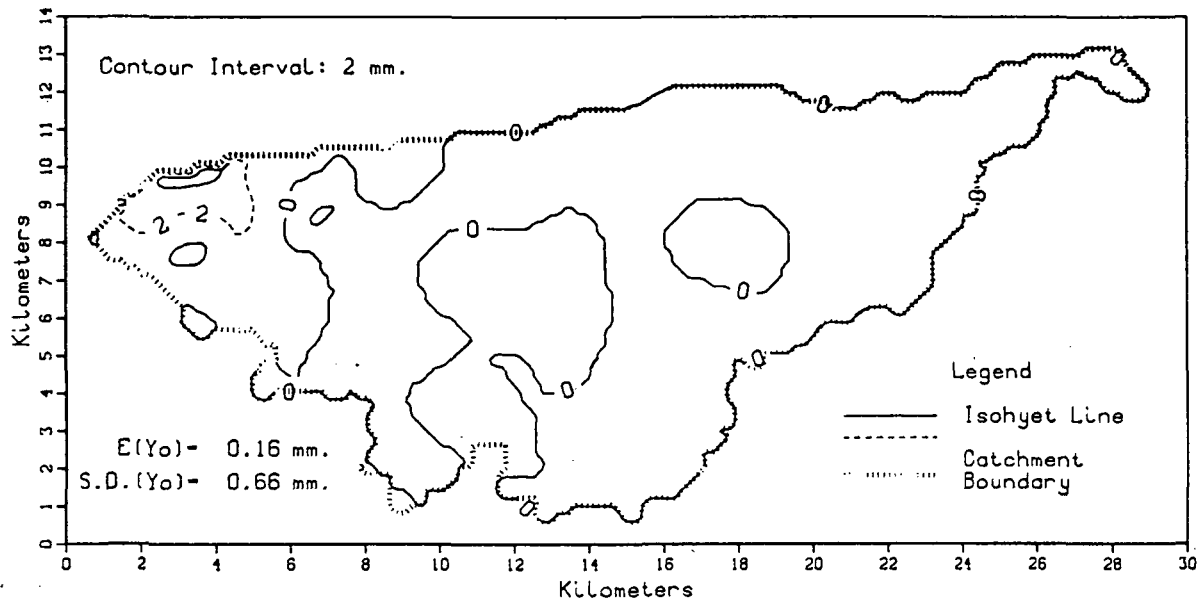 14
13
12
11
10
9
8
7
6
5
4
3
2
1
0
Kilometers
Contour Interval: 2 mm.
0
0
0
0
0
0
2 - 2
0
0
0
0
0
0
E(Yo)= 0.16 mm.
S.D.(Yo)= 0.66 mm.
Legend
Isohyet Line
Catchment
Boundary
0 2 4 6 8 10 12 14 16 18 20 22 24 26 28 30
Kilometers